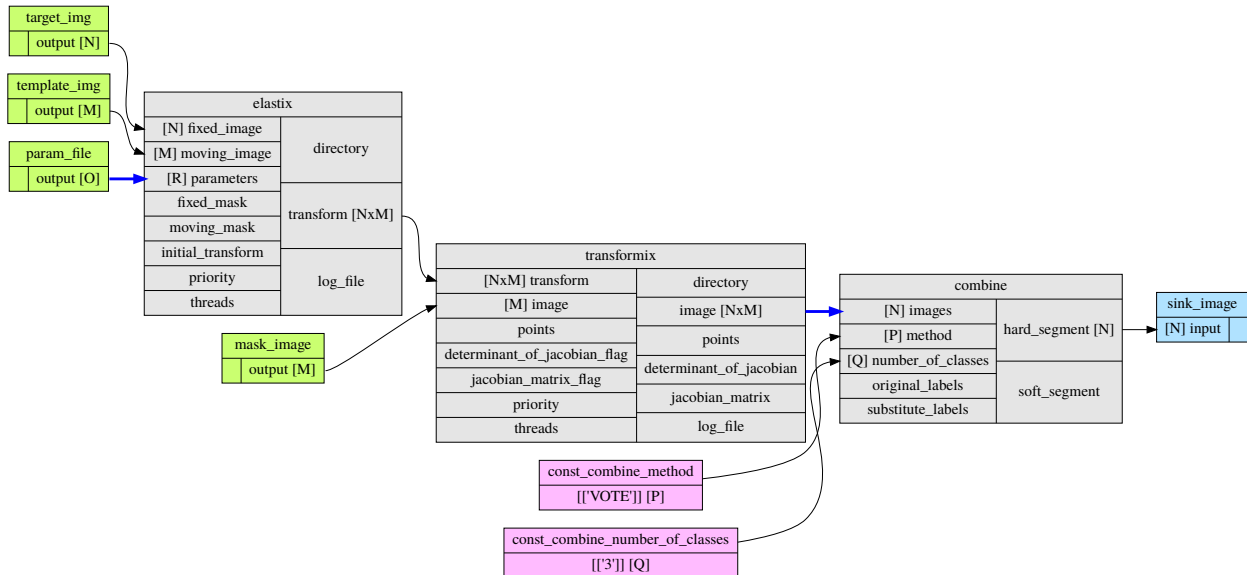 target_img
output [N]
template_img
output [M]
param_file
output [O]
elastix
[N] fixed_image
[M] moving_image
[R] parameters
fixed_mask
moving_mask
initial_transform
priority
threads
directory
transform [NxM]
log_file
mask_image
output [M]
transformix
[NxM] transform
[M] image
points
determinant_of_jacobian_flag
jacobian_matrix_flag
priority
threads
directory
image [NxM]
points
determinant_of_jacobian
jacobian_matrix
log_file
const_combine_method
[['VOTE']] [P]
const_combine_number_of_classes
[['3']] [Q]
combine
[N] images
[P] method
[Q] number_of_classes
original_labels
substitute_labels
hard_segment [N]
soft_segment
sink_image
[N] input